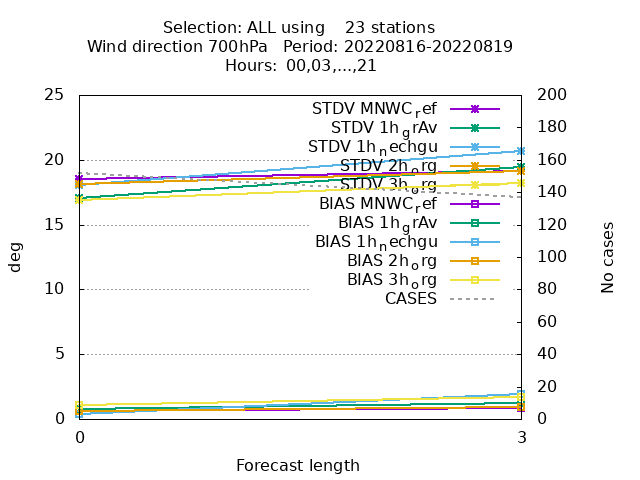 Selection: ALL using    23 stations
Wind direction 700hPa   Period: 20220816-20220819
Hours: 00,03,...,21
25
20
15
10
5
0
200
180
160
140
120
100
80
60
40
20
0
deg
No cases
STDV MNWC_ref
STDV 1h_grAv
STDV 1h_nechgu
STDV 2h_org
STDV 3h_org
BIAS MNWC_ref
BIAS 1h_grAv
BIAS 1h_nechgu
BIAS 2h_org
BIAS 3h_org
CASES
0
3
Forecast length